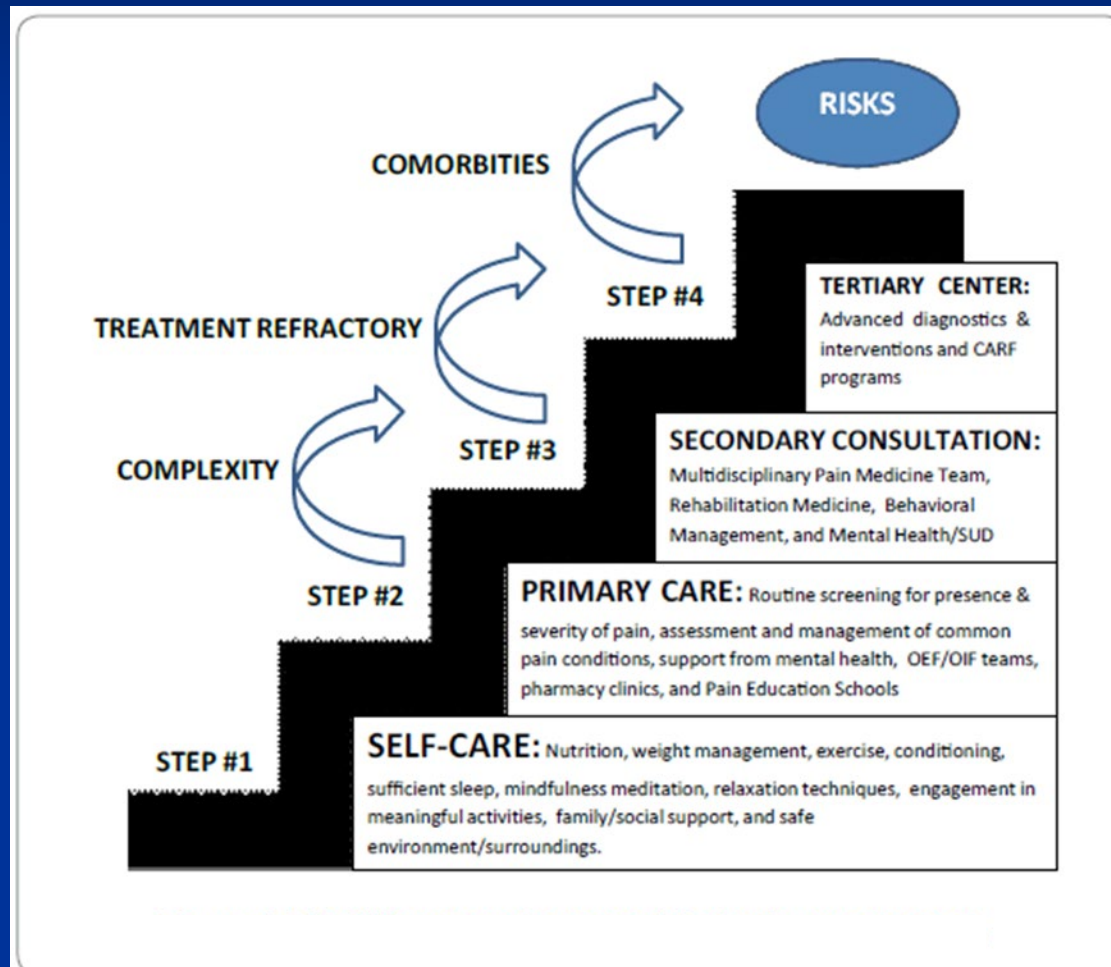 RISKS
COMORBITIES
STEP #4
TERTIARY CENTER:
Advanced diagnostics &
interventions and CARF
programs
TREATMENT REFRACTORY
STEP #3
SECONDARY CONSULTATION:
Multidisciplinary Pain Medicine Team,
Rehabilitation Medicine, Behavioral
Management, and Mental Health/SUD
COMPLEXITY
STEP #2
PRIMARY CARE: Routine screening for presence &
severity of pain, assessment and management of common
pain conditions, support from mental health, OEF/OIF teams,
pharmacy clinics, and Pain Education Schools
STEP #1
SELF-CARE: Nutrition, weight management, exercise, conditioning,
sufficient sleep, mindfulness meditation, relaxation techniques, engagement in
meaningful activities, family/social support, and safe
environment/surroundings.